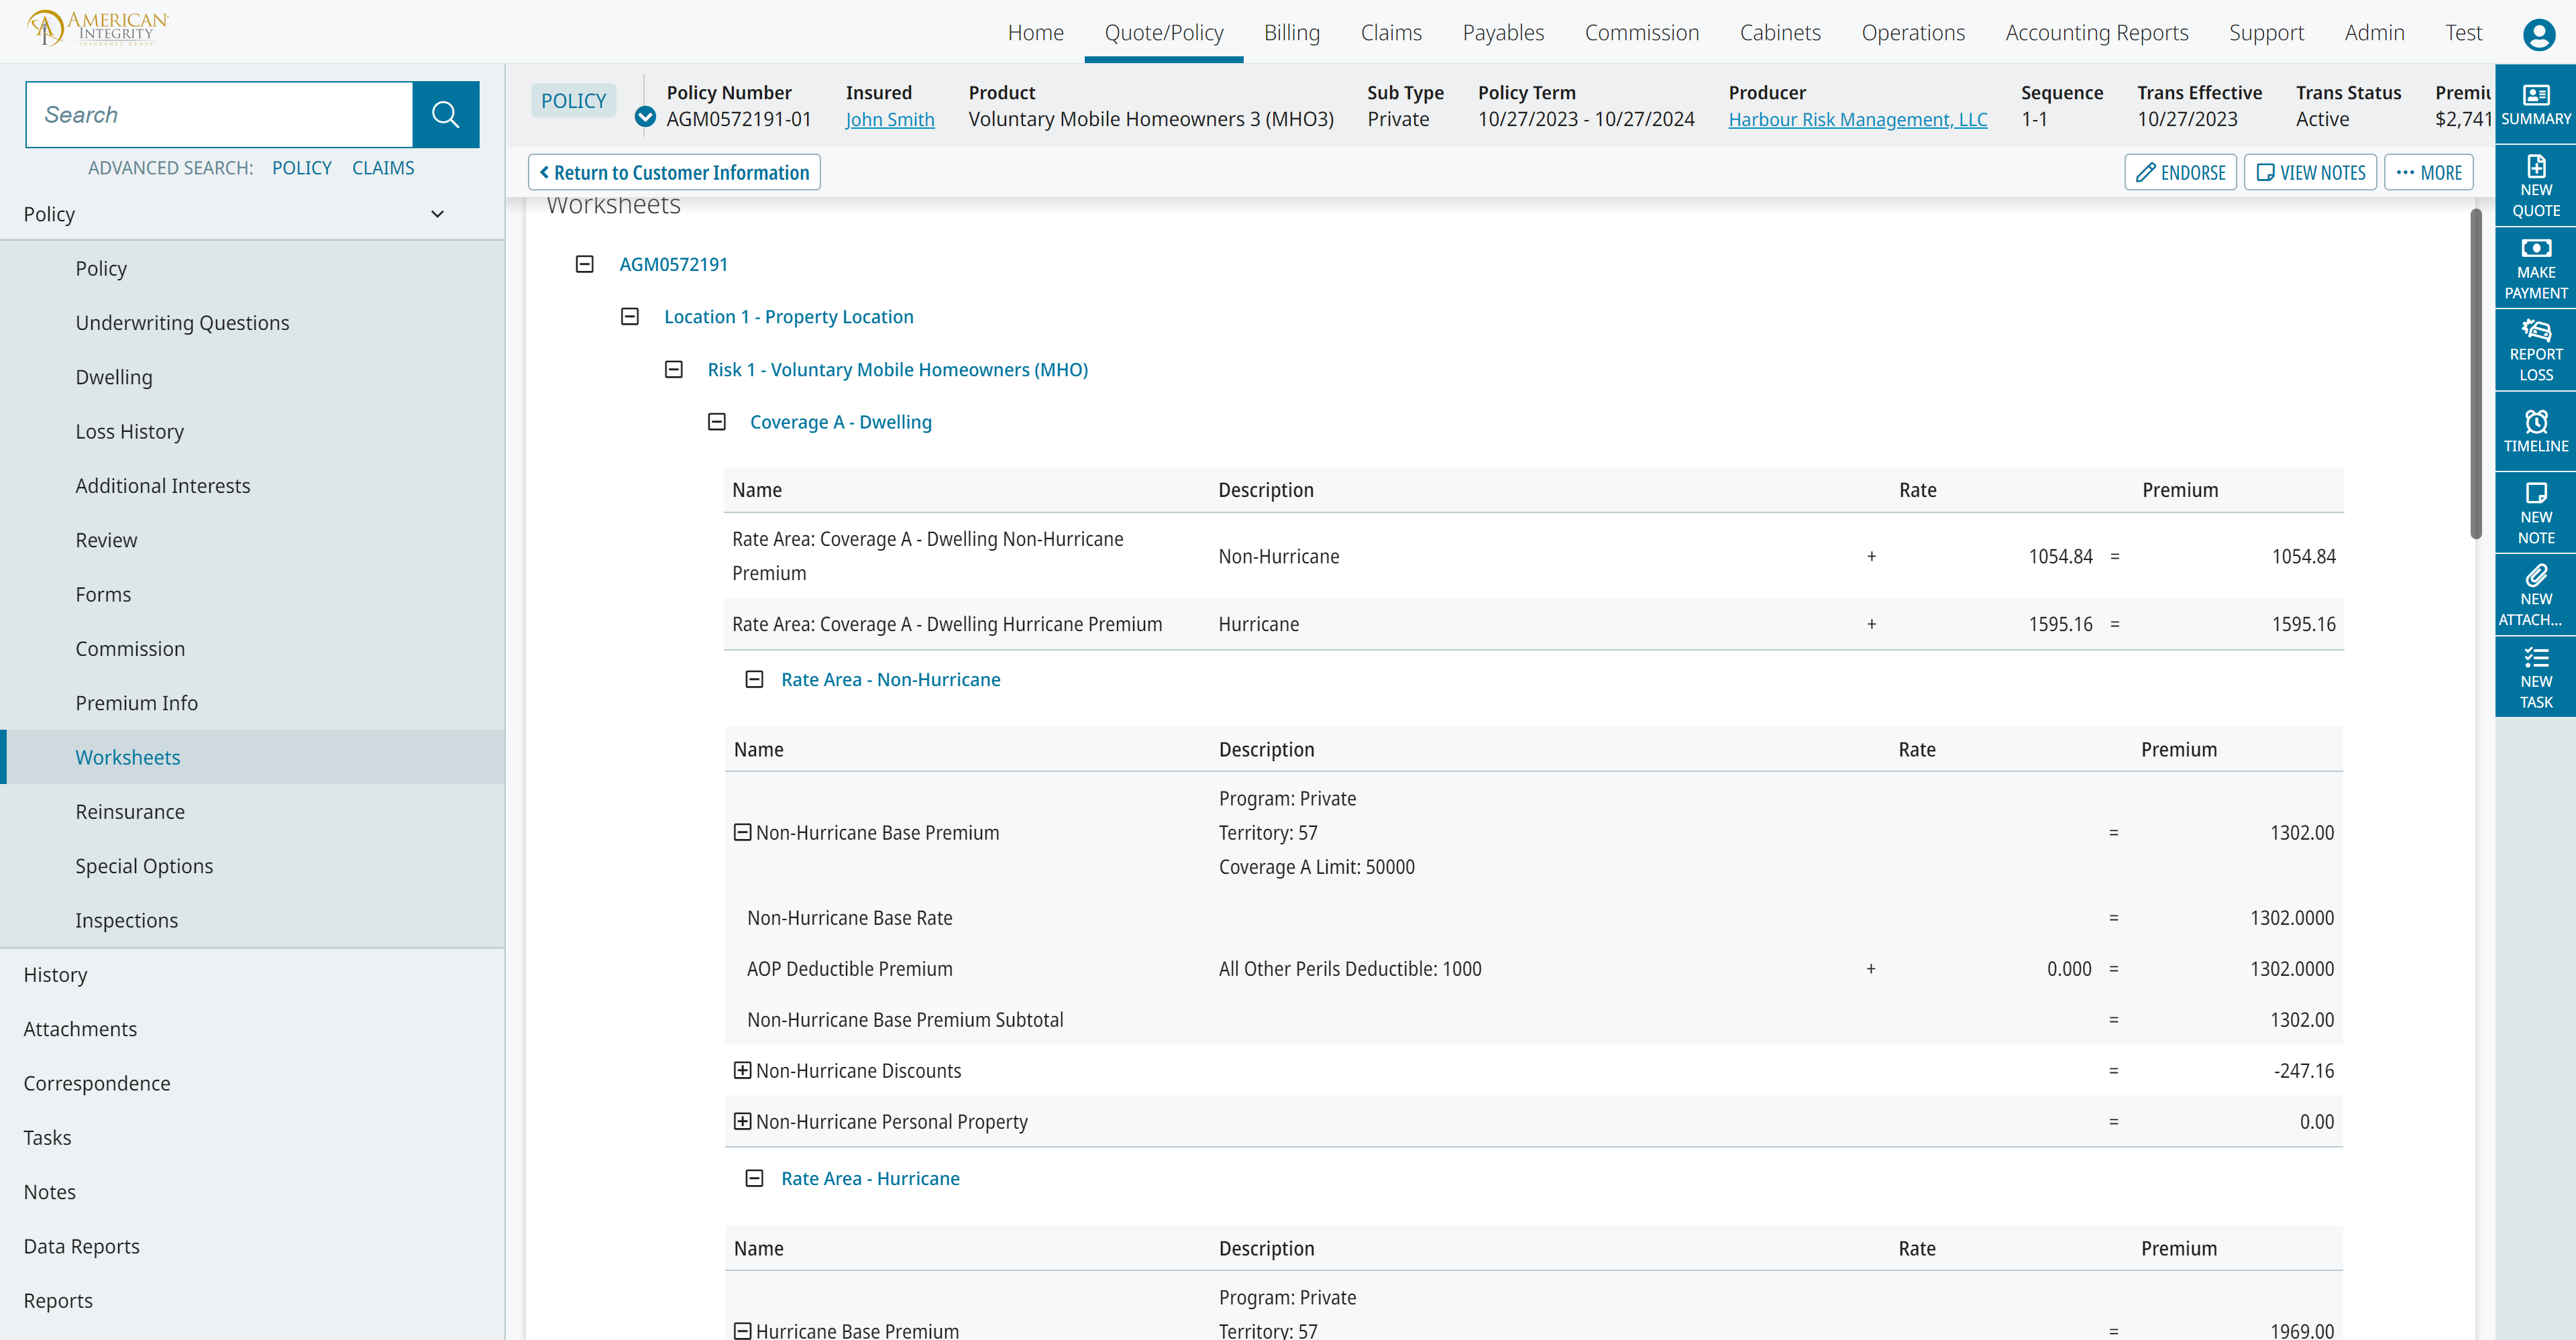 AMERICAN
INTEGRITY
INSURANCE GROUP
Home
Quote/Policy
Billing
Claims
Payables
Commission
Cabinets
Operations
Accounting Reports
Support
Admin
Test
Search
ADVANCED SEARCH: POLICY CLAIMS
Policy
Policy
Underwriting Questions
Dwelling
Loss History
Additional Interests
Review
Forms
Commission
Premium Info
Worksheets
Reinsurance
Special Options
Inspections
History
Attachments
Correspondence
Tasks
Notes
Data Reports
Reports
POLICY
Policy Number
AGM0572191-01
Insured
John Smith
Product
Voluntary Mobile Homeowners 3 (MHO3)
Sub Type
Private
Policy Term
10/27/2023 - 10/27/2024
Producer
Harbour Risk Management, LLC
Sequence
1-1
Trans Effective
10/27/2023
Trans Status
Active
Premiu
$2,741
Return to Customer Information
ENDORSE
VIEW NOTES
MORE
Worksheets
AGM0572191
Location 1 - Property Location
Risk 1 - Voluntary Mobile Homeowners (MHO)
Coverage A - Dwelling
Name Description Rate Premium
Rate Area: Coverage A - Dwelling Non-Hurricane
Premium
Non-Hurricane + 1054.84 = 1054.84
Rate Area: Coverage A - Dwelling Hurricane Premium Hurricane + 1595.16 = 1595.16
Rate Area - Non-Hurricane
Name Description Rate Premium
Program: Private
Non-Hurricane Base Premium Territory: 57 = 1302.00
Coverage A Limit: 50000
Non-Hurricane Base Rate = 1302.0000
AOP Deductible Premium All Other Perils Deductible: 1000 + 0.000 = 1302.0000
Non-Hurricane Base Premium Subtotal = 1302.00
Non-Hurricane Discounts = -247.16
Non-Hurricane Personal Property = 0.00
Rate Area - Hurricane
Name Description Rate Premium
Program: Private
Hurricane Base Premium Territory: 57 = 1969.00
SUMMARY
NEW
QUOTE
MAKE
PAYMENT
REPORT
LOSS
TIMELINE
NEW
NOTE
NEW
ATTACH...
NEW
TASK